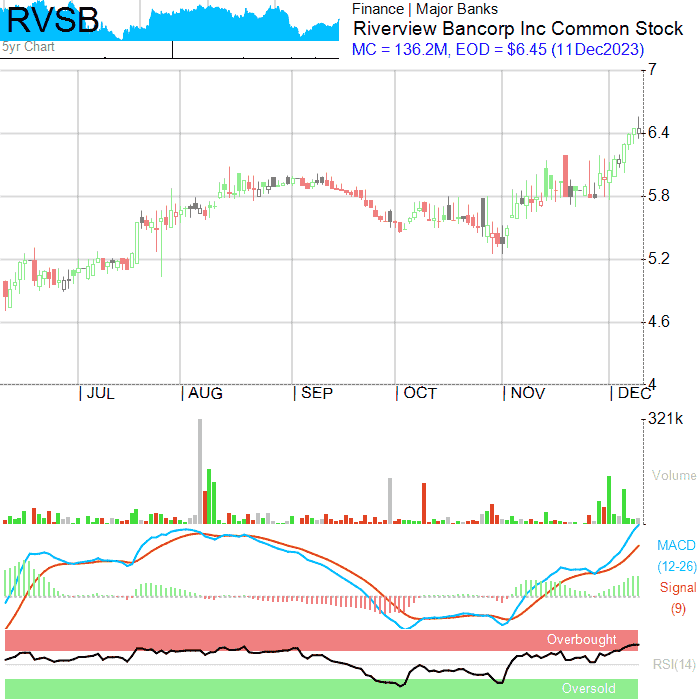 RVSB
5yr Chart
Finance | Major Banks
Riverview Bancorp Inc Common Stock
MC = 136.2M, EOD = $6.45 (11Dec2023)
7
6.4
5.8
5.2
4.6
4
| JUL | AUG | SEP | OCT | NOV | DEC
321k
Volume
MACD
(12-26)
Signal
(9)
Overbought
RSI(14)
Oversold